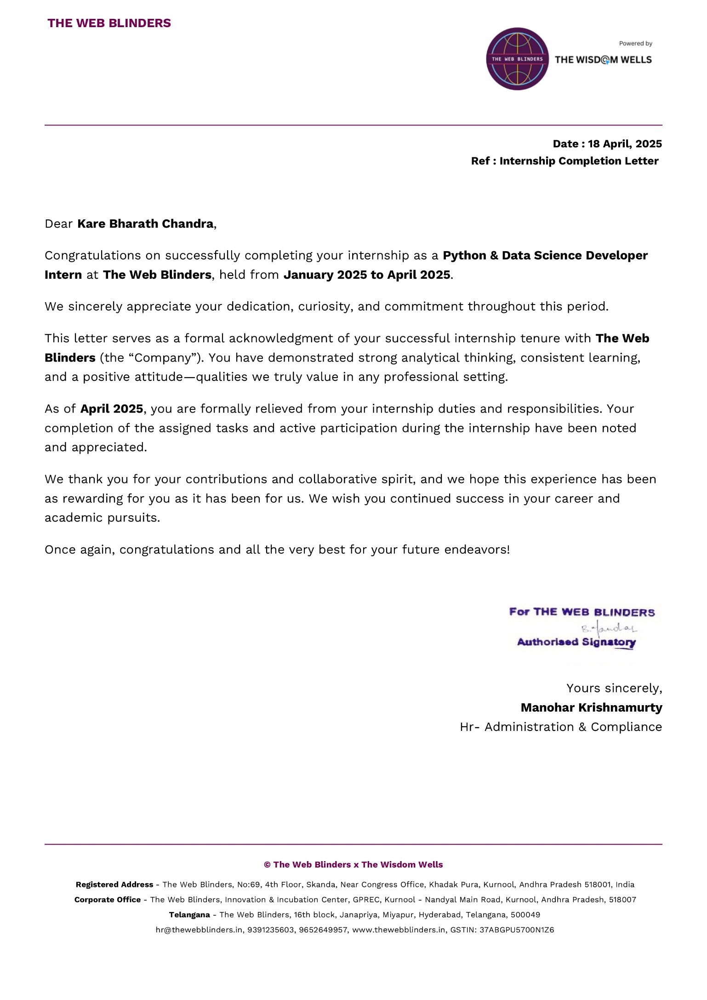 THE WEB BLINDERS
THE WEB BLINDERS
Powered by
THE WISDOM WELLS
Date : 18 April, 2025
Ref : Internship Completion Letter
Dear Kare Bharath Chandra,
Congratulations on successfully completing your internship as a Python & Data Science Developer
Intern at The Web Blinders, held from January 2025 to April 2025.
We sincerely appreciate your dedication, curiosity, and commitment throughout this period.
This letter serves as a formal acknowledgment of your successful internship tenure with The Web
Blinders (the “Company”). You have demonstrated strong analytical thinking, consistent learning,
and a positive attitude—qualities we truly value in any professional setting.
As of April 2025, you are formally relieved from your internship duties and responsibilities. Your
completion of the assigned tasks and active participation during the internship have been noted
and appreciated.
We thank you for your contributions and collaborative spirit, and we hope this experience has been
as rewarding for you as it has been for us. We wish you continued success in your career and
academic pursuits.
Once again, congratulations and all the very best for your future endeavors!
For THE WEB BLINDERS
Authorised Signatory
Yours sincerely,
Manohar Krishnamurty
Hr- Administration & Compliance
© The Web Blinders x The Wisdom Wells
Registered Address - The Web Blinders, No:69, 4th Floor, Skanda, Near Congress Office, Khadak Pura, Kurnool, Andhra Pradesh 518001, India
Corporate Office - The Web Blinders, Innovation & Incubation Center, GPREC, Kurnool - Nandyal Main Road, Kurnool, Andhra Pradesh, 518007
Telangana - The Web Blinders, 16th block, Janapriya, Miyapur, Hyderabad, Telangana, 500049
hr@thewebblinders.in, 9391235603, 9652649957, www.thewebblinders.in, GSTIN: 37ABGPU5700N1Z6